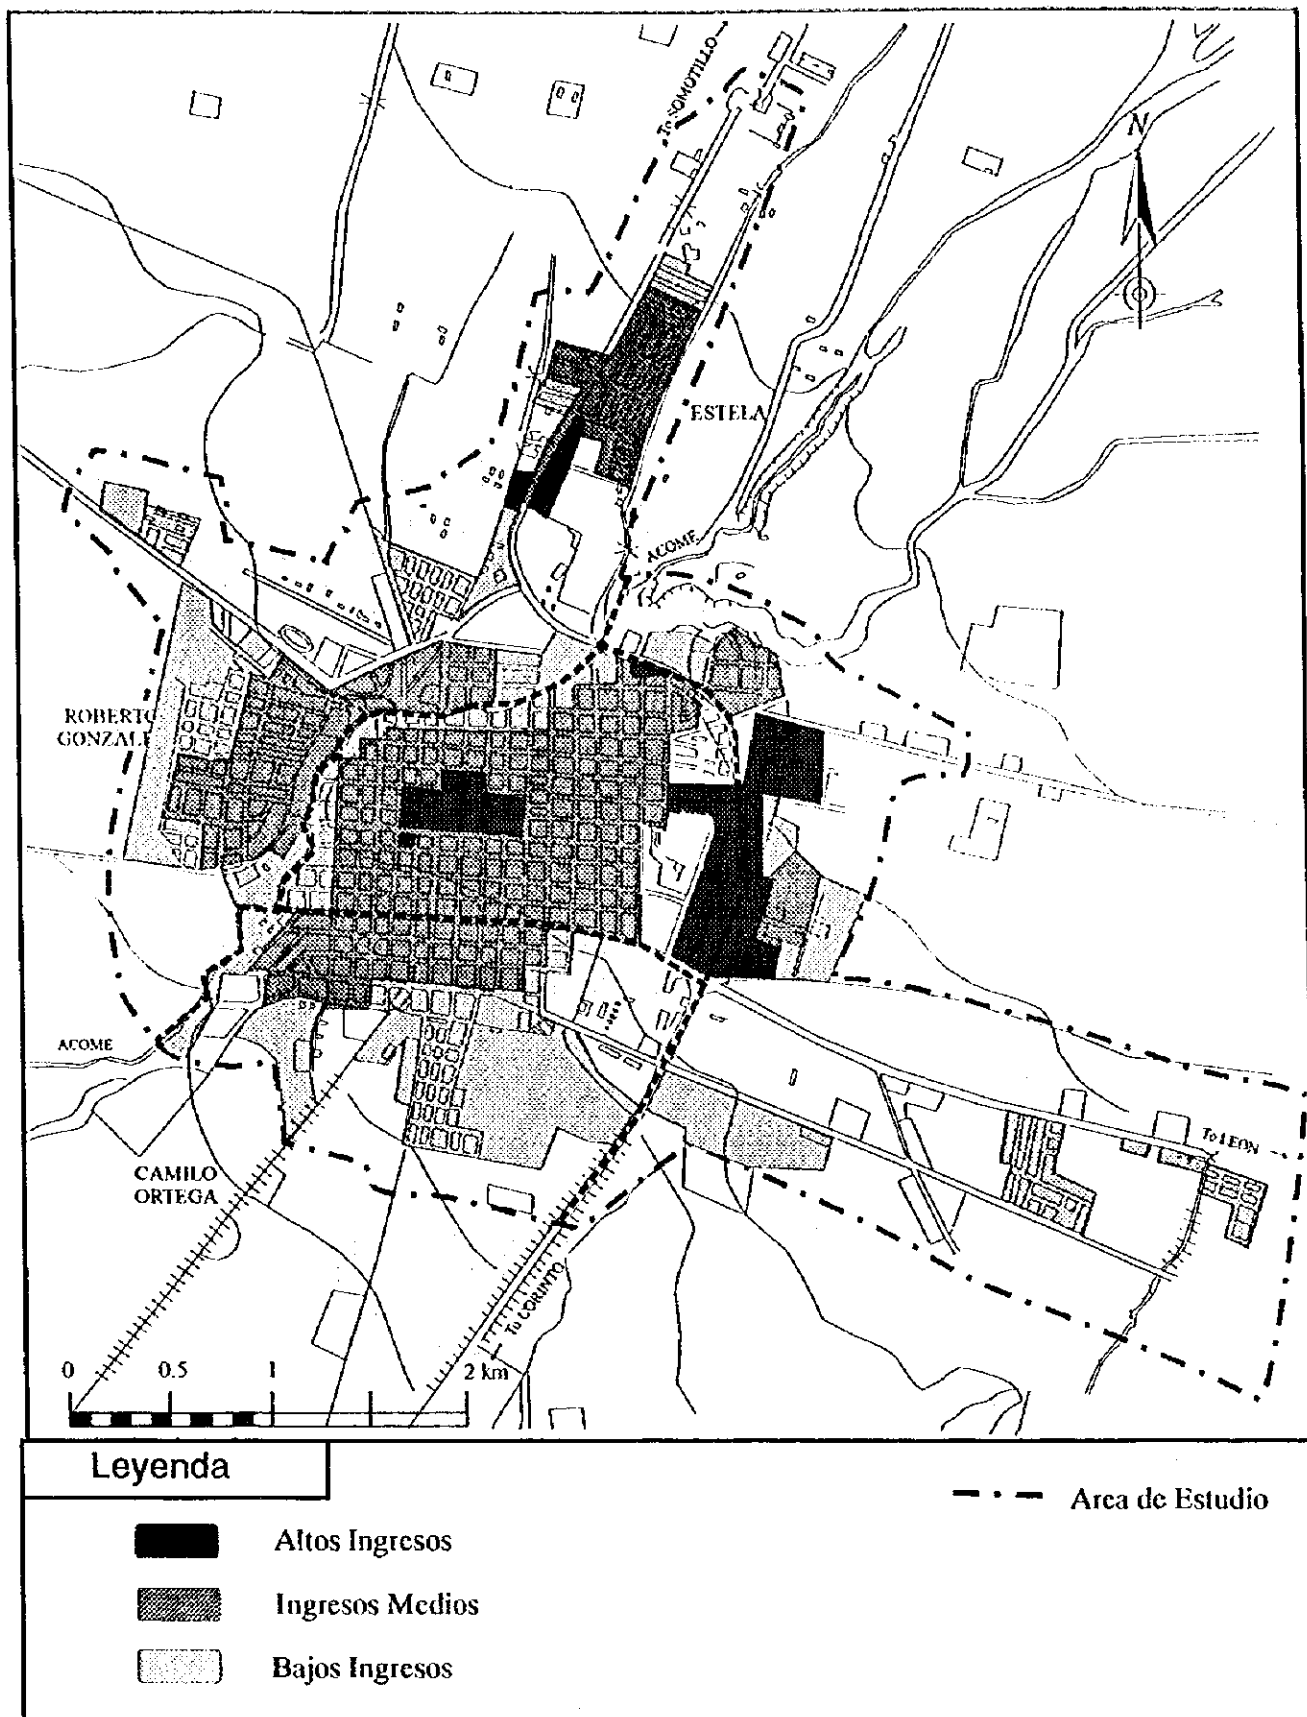 To SOMOTILLO
N
ESTELA
ACOME
ROBERTO
GONZALE
ACOME
To LEON
CAMILO
ORTEGA
To CORINTO
0 0.5 1 2 km
Leyenda
Area de Estudio
Altos Ingresos
Ingresos Medios
Bajos Ingresos